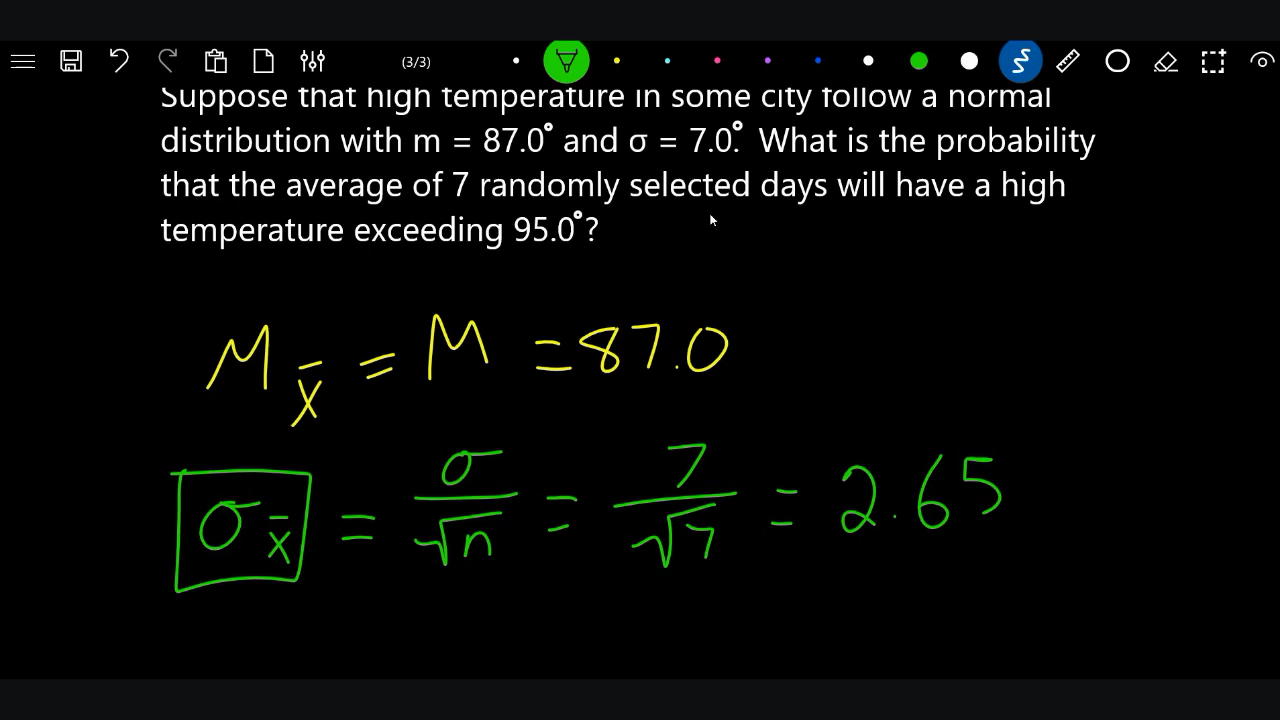 (3/3)
Suppose that high temperature in some city follow a normal
distribution with m = 87.0° and σ = 7.0°. What is the probability
that the average of 7 randomly selected days will have a high
temperature exceeding 95.0°?
M x̄ = M = 87.0
σ x̄ = σ/√n = 7/√7 = 2.65